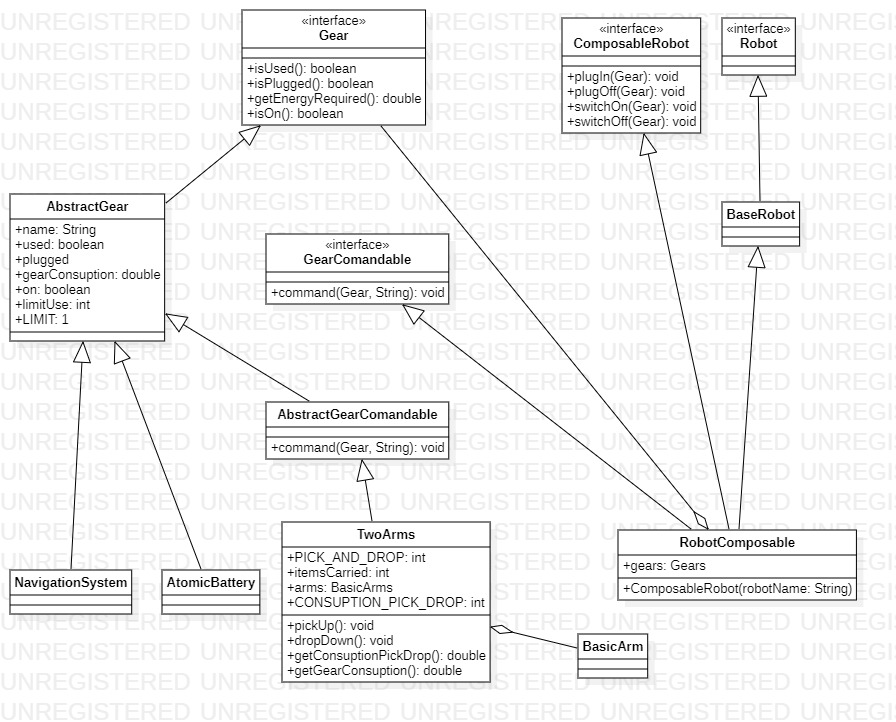 «interface»
Gear
+isUsed(): boolean
+isPlugged(): boolean
+getEnergyRequired(): double
+isOn(): boolean
«interface»
ComposableRobot
+plugIn(Gear): void
+plugOff(Gear): void
+switchOn(Gear): void
+switchOff(Gear): void
«interface»
Robot
AbstractGear
+name: String
+used: boolean
+plugged
+gearConsuption: double
+on: boolean
+limitUse: int
+LIMIT: 1
«interface»
GearComandable
+command(Gear, String): void
BaseRobot
AbstractGearComandable
+command(Gear, String): void
TwoArms
+PICK_AND_DROP: int
+itemsCarried: int
+arms: BasicArms
+CONSUPTION_PICK_DROP: int
+pickUp(): void
+dropDown(): void
+getConsuptionPickDrop(): double
+getGearConsuption(): double
RobotComposable
+gears: Gears
+ComposableRobot(robotName: String)
NavigationSystem
AtomicBattery
BasicArm
UNREGISTERED